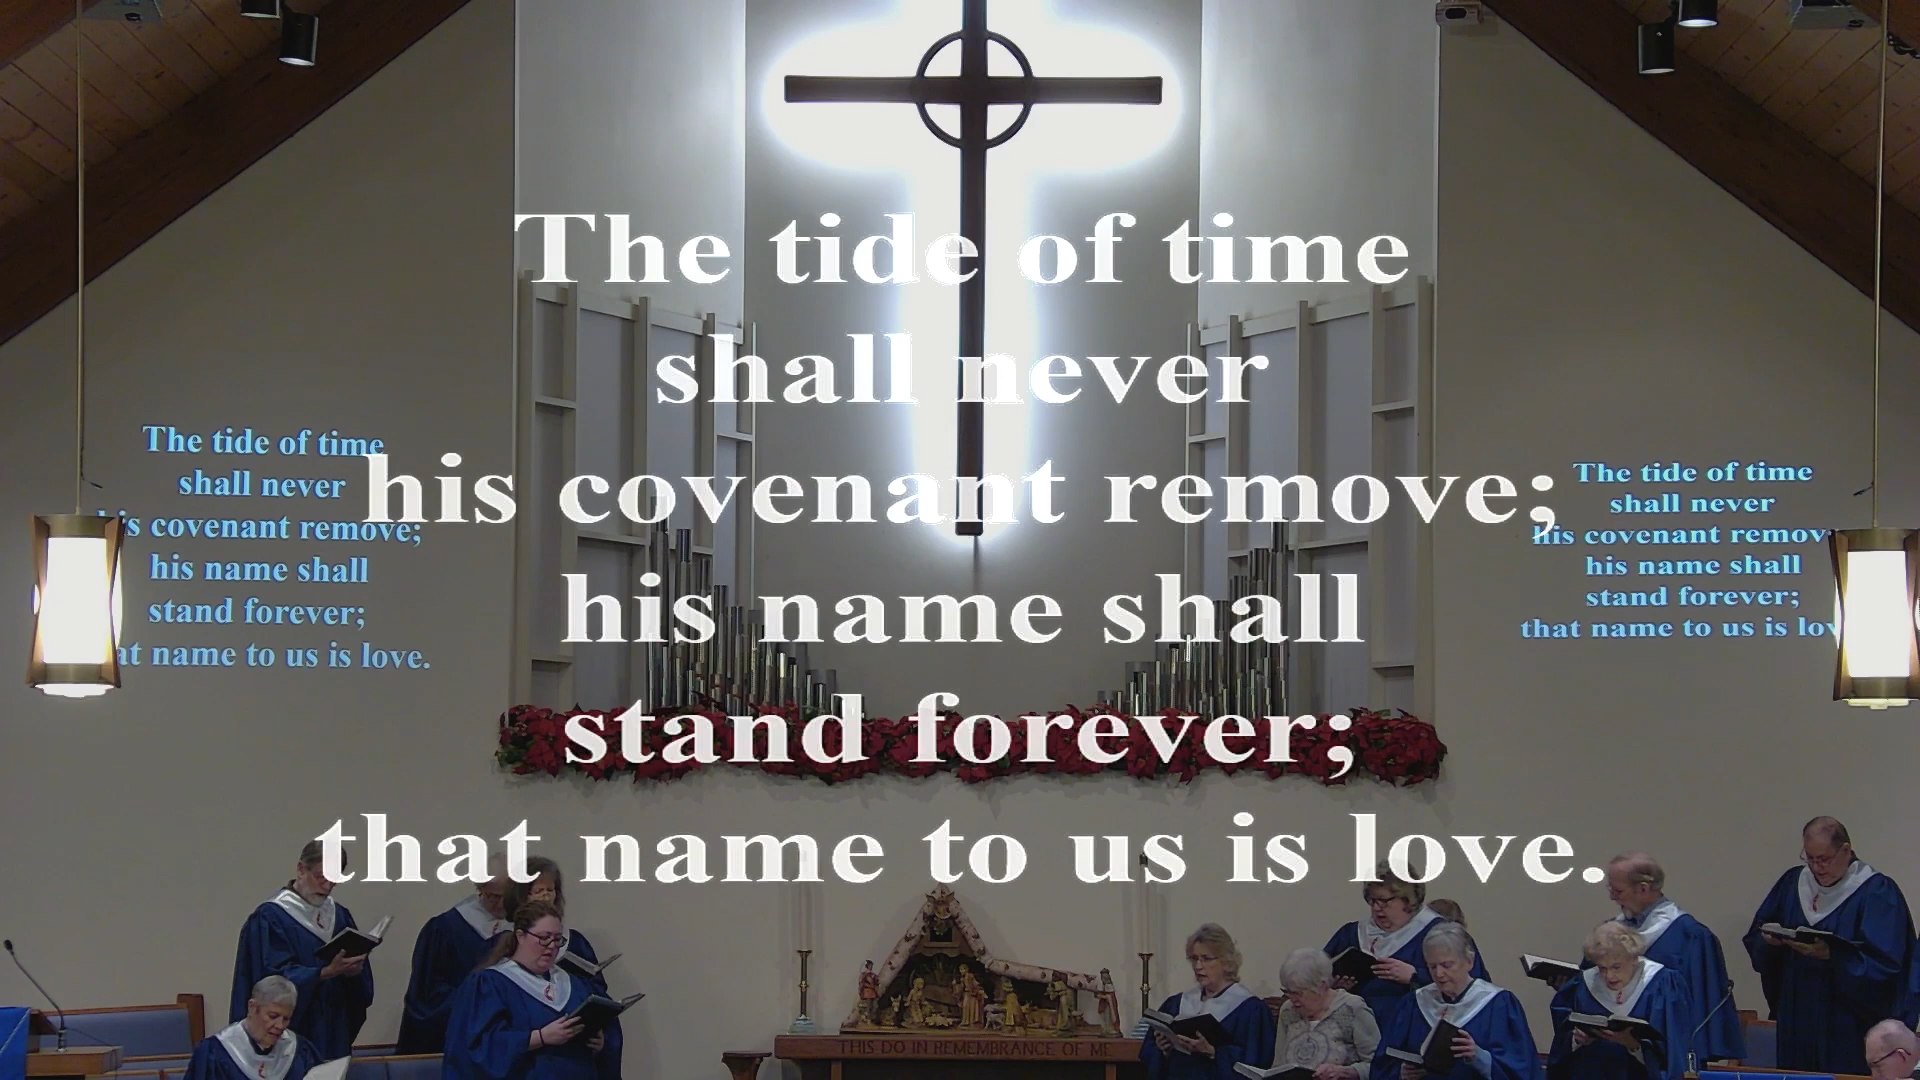 The tide of time
shall never
his covenant remove;
his name shall
stand forever;
that name to us is love.
The tide of time
shall never
his covenant remove;
his name shall
stand forever;
at name to us is love.
The tide of time
shall never
his covenant remov
his name shall
stand forever;
that name to us is lov
THIS DO IN REMEMBRANCE OF ME